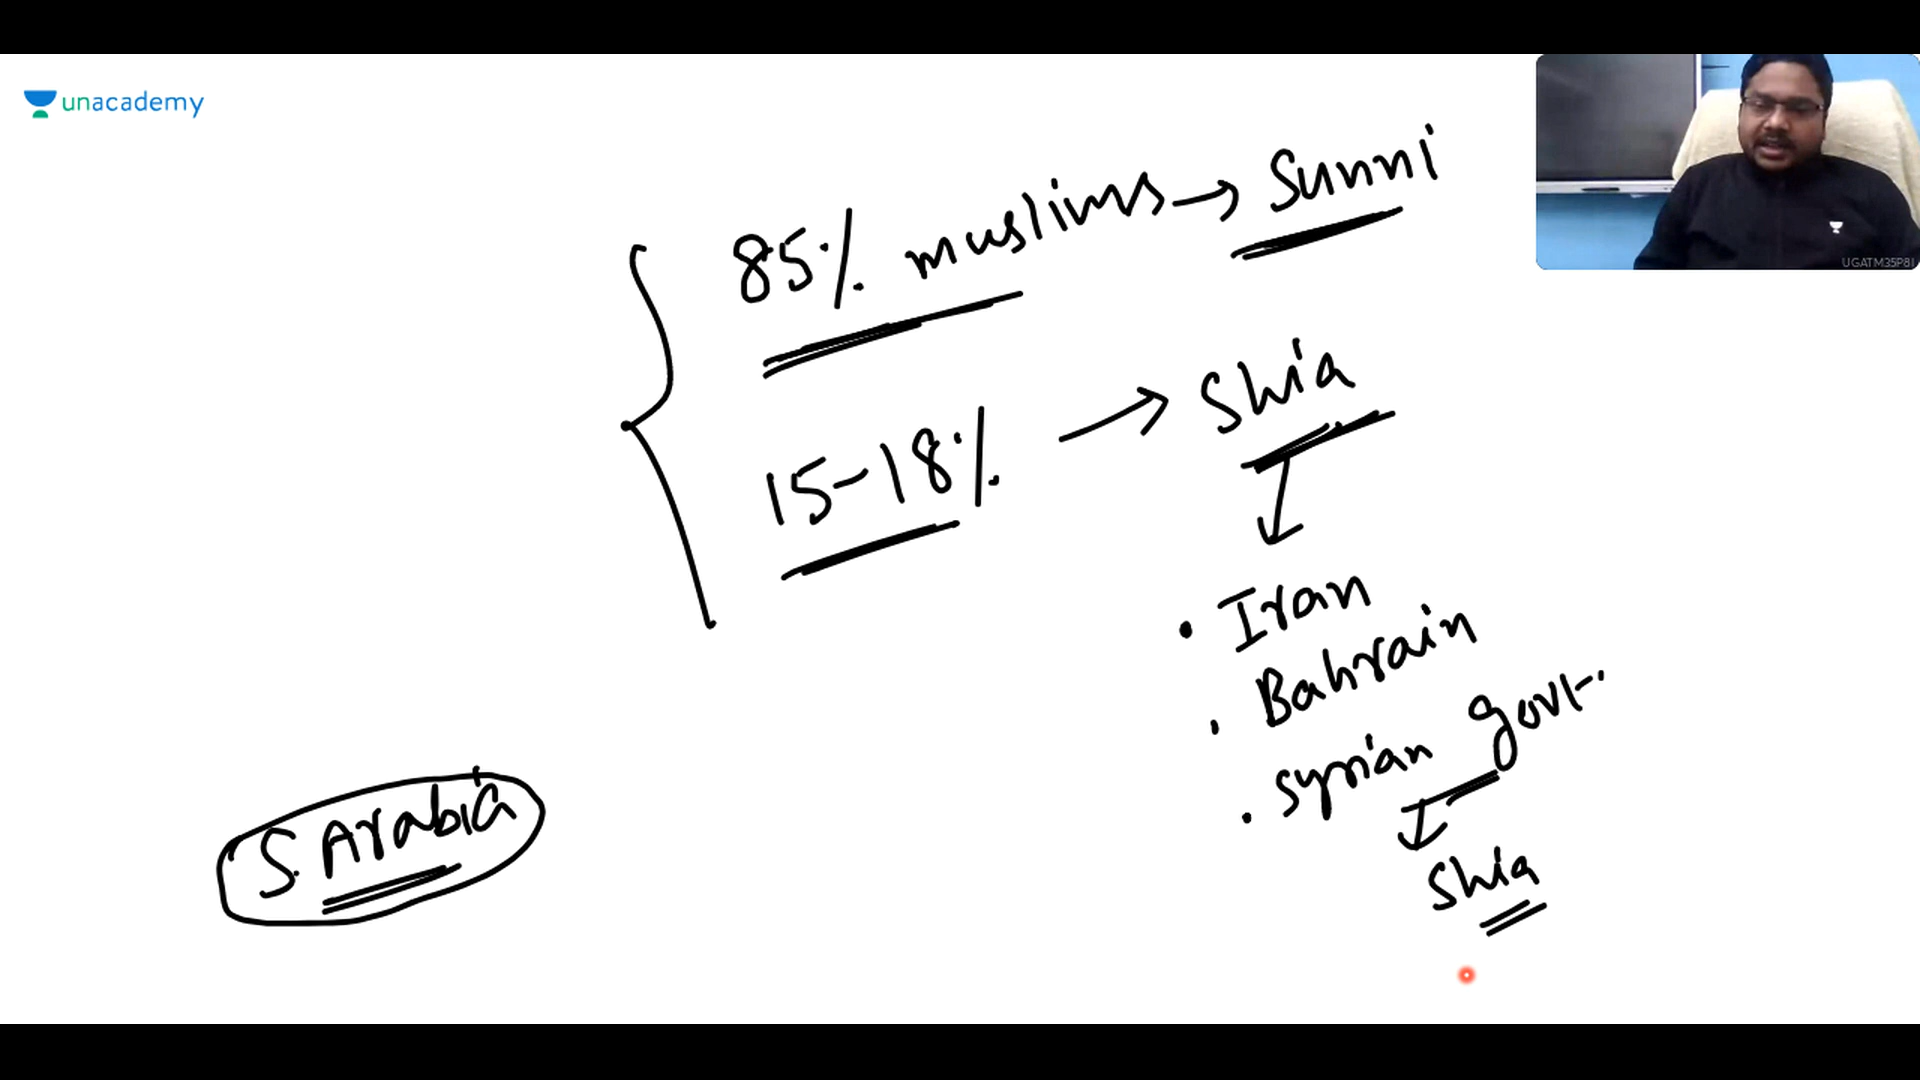 unacademy
85% muslims → Sunni
15-18% → Shia
• Iran
• Bahrain
• Syrian govt.
Shia
S. Arabia
UGATM35P8I